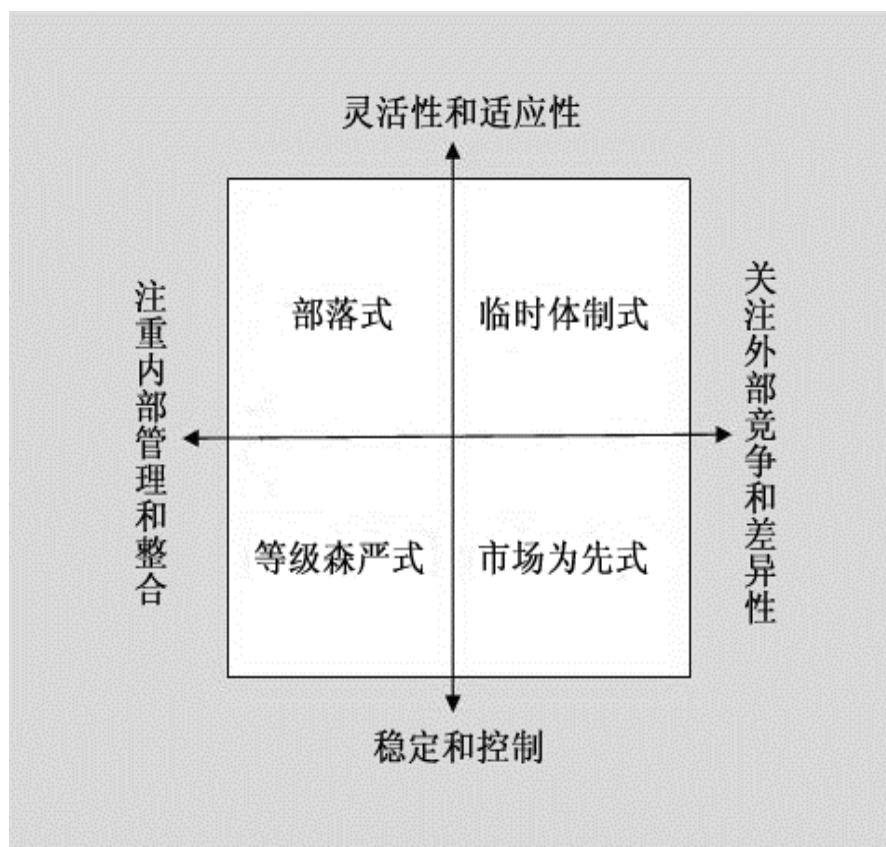 灵活性和适应性
注重内部管理和整合
部落式
临时体制式
关注外部竞争和差异性
等级森严式
市场为先式
稳定和控制